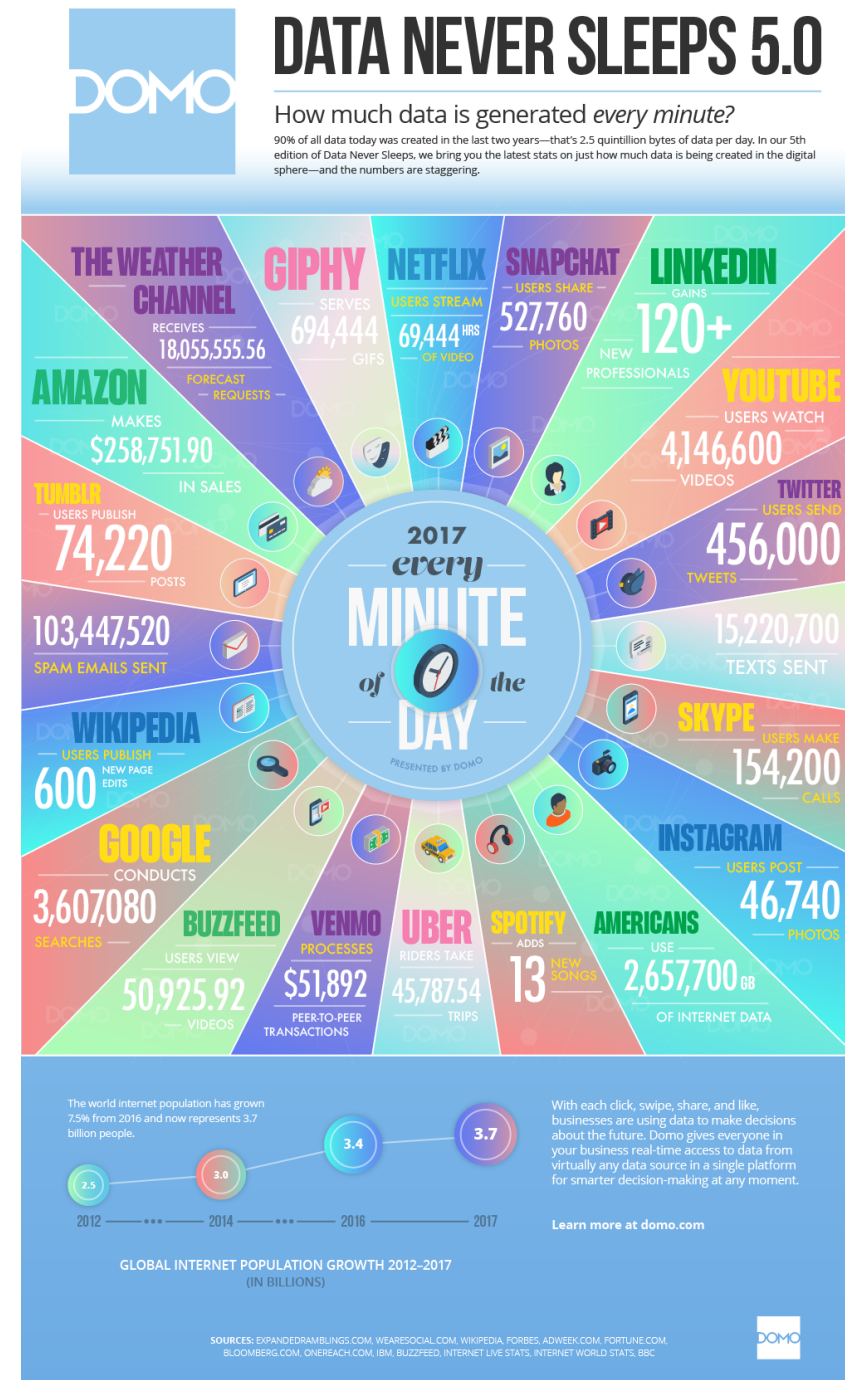 DOMO
DATA NEVER SLEEPS 5.0
How much data is generated every minute?
90% of all data today was created in the last two years—that's 2.5 quintillion bytes of data per day. In our 5th
edition of Data Never Sleeps, we bring you the latest stats on just how much data is being created in the digital
sphere—and the numbers are staggering.
THE WEATHER
CHANNEL
RECEIVES
18,055,555.56
FORECAST
REQUESTS
GIPHY
SERVES
694,444
GIFS
NETFLIX
USERS STREAM
69,444 HRS
OF VIDEO
SNAPCHAT
USERS SHARE
527,760
PHOTOS
LINKEDIN
GAINS
120+
NEW
PROFESSIONALS
YOUTUBE
USERS WATCH
4,146,600
VIDEOS
TWITTER
USERS SEND
456,000
TWEETS
15,220,700
TEXTS SENT
SKYPE
USERS MAKE
154,200
CALLS
INSTAGRAM
USERS POST
46,740
PHOTOS
AMERICANS
USE
2,657,700 GB
OF INTERNET DATA
SPOTIFY
ADDS
13 NEW
SONGS
UBER
RIDERS TAKE
45,787.54
TRIPS
VENMO
PROCESSES
$51,892
PEER-TO-PEER
TRANSACTIONS
BUZZFEED
USERS VIEW
50,925.92
VIDEOS
GOOGLE
CONDUCTS
3,607,080
SEARCHES
WIKIPEDIA
USERS PUBLISH
600 NEW PAGE
EDITS
103,447,520
SPAM EMAILS SENT
TUMBLR
USERS PUBLISH
74,220
POSTS
AMAZON
MAKES
$258,751.90
IN SALES
2017
every
MINUTE
of the
DAY
PRESENTED BY DOMO
The world internet population has grown
7.5% from 2016 and now represents 3.7
billion people.
2.5
3.0
3.4
3.7
2012 2014 2016 2017
GLOBAL INTERNET POPULATION GROWTH 2012–2017
(IN BILLIONS)
With each click, swipe, share, and like,
businesses are using data to make decisions
about the future. Domo gives everyone in
your business real-time access to data from
virtually any data source in a single platform
for smarter decision-making at any moment.
Learn more at domo.com
SOURCES: EXPANDEDRAMBLINGS.COM, WEARESOCIAL.COM, WIKIPEDIA, FORBES, ADWEEK.COM, FORTUNE.COM,
BLOOMBERG.COM, ONEREACH.COM, IBM, BUZZFEED, INTERNET LIVE STATS, INTERNET WORLD STATS, BBC
DOMO